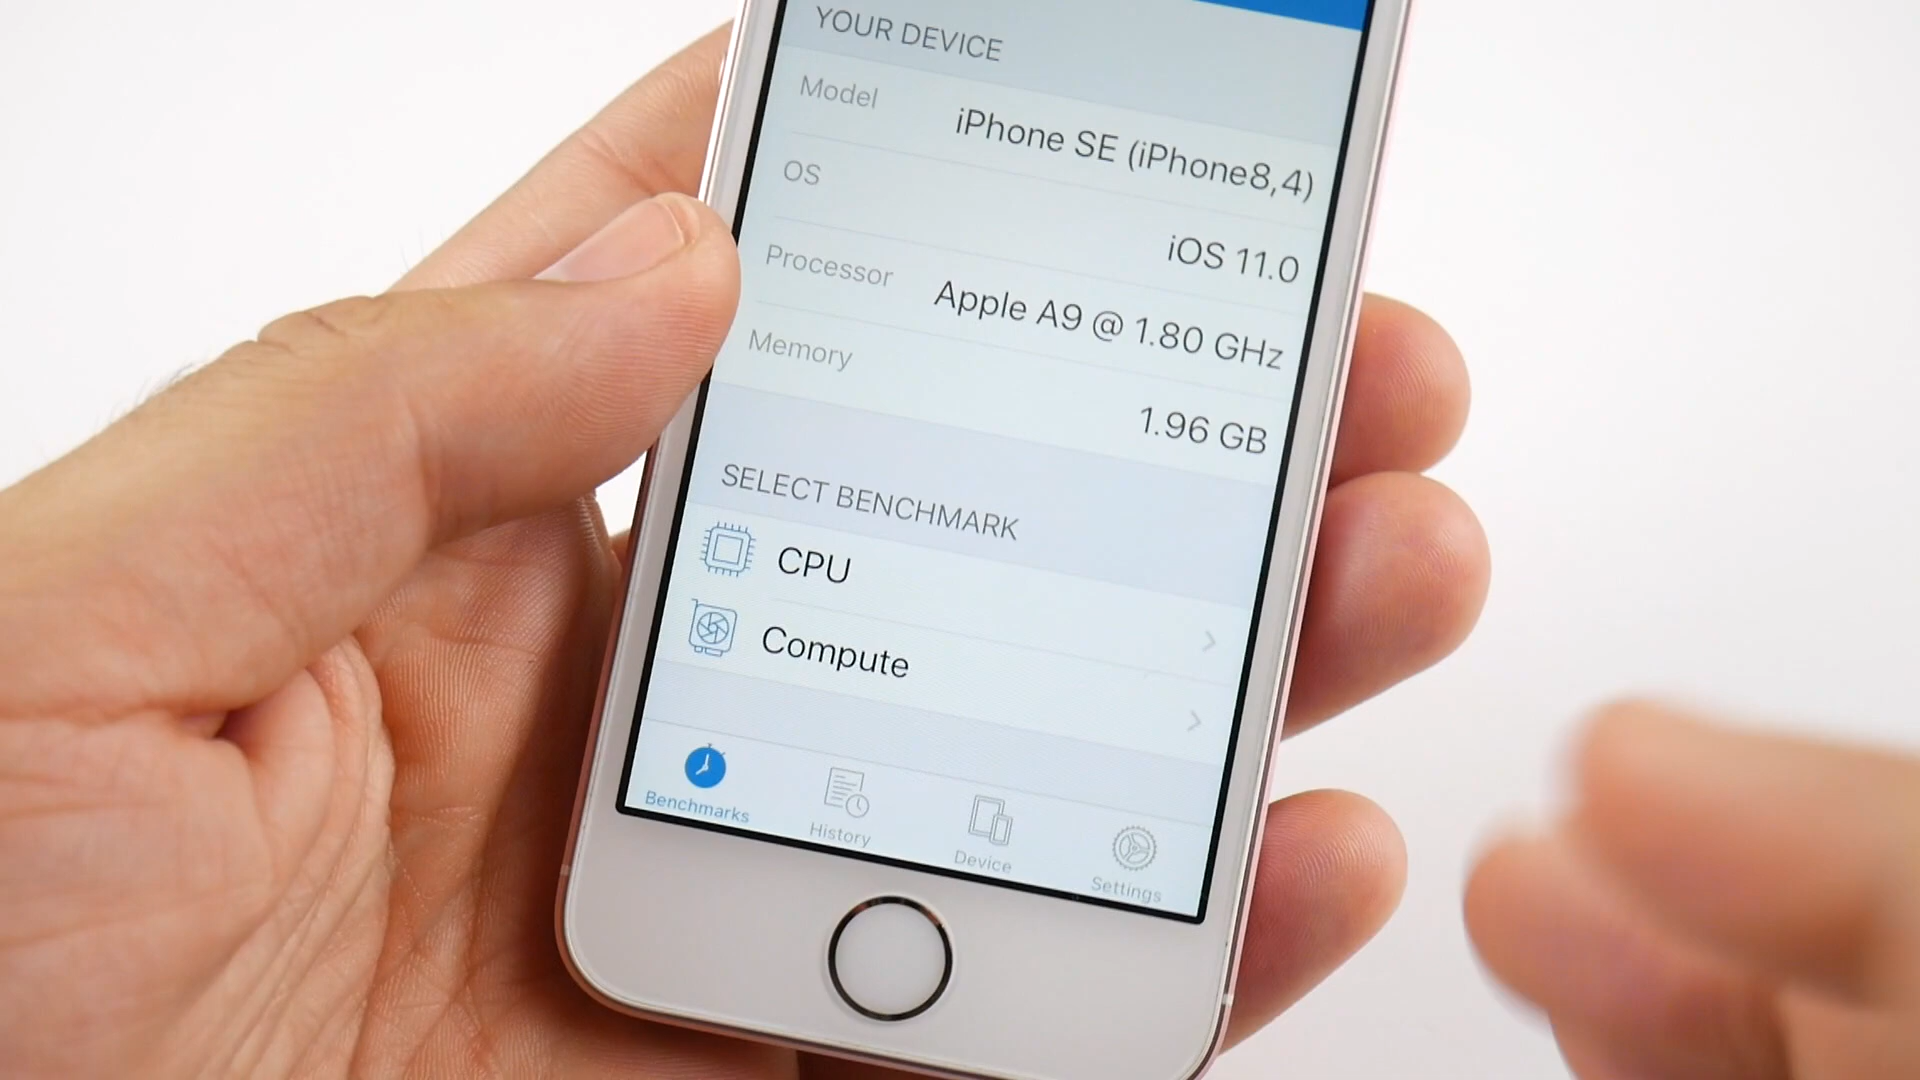 YOUR DEVICE
Model
iPhone SE (iPhone8,4)
OS
iOS 11.0
Processor
Apple A9 @ 1.80 GHz
Memory
1.96 GB
SELECT BENCHMARK
CPU
Compute
Benchmarks
History
Device
Settings